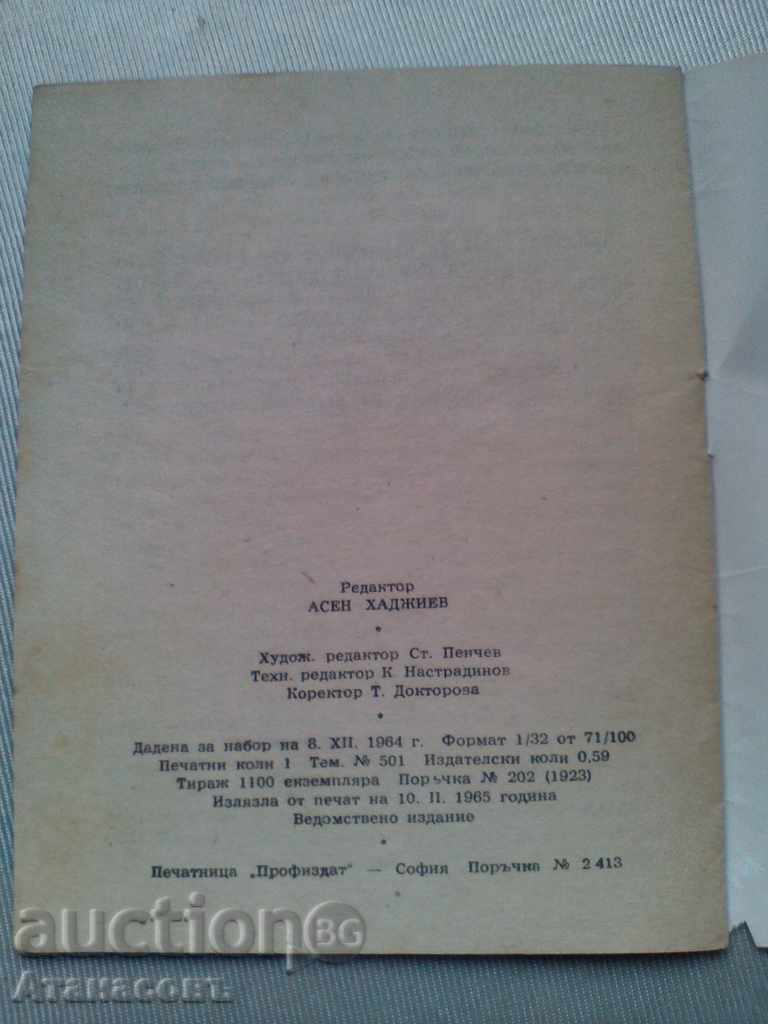 Редактор
АСЕН ХАДЖИЕВ
*
Худож. редактор Ст. Пенчев
Техн. редактор К. Настрадинов
Коректор Т. Докторова
*
Дадена за набор на 8. XII. 1964 г. Формат 1/32 от 71/100
Печатни коли 1 Тем. № 501 Издателски коли 0,59
Тираж 1100 екземпляра Поръчка № 202 (1923)
Излязла от печат на 10. II. 1965 година
Ведомствено издание
*
Печатница „Профиздат" — София Поръчка № 2413
auction BG
Атанасовъ